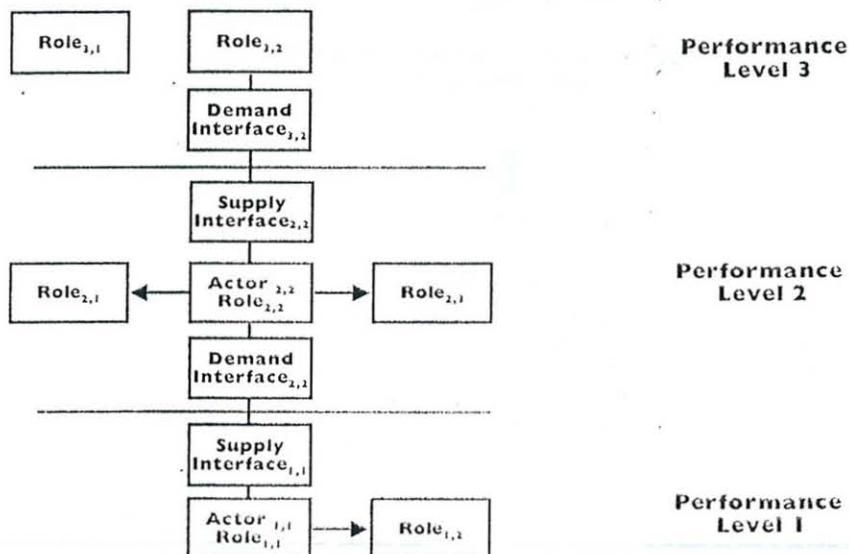 Role3,1
Role3,2
Performance
Level 3
Demand
Interface3,2
Supply
Interface2,2
Role2,1
Actor 2,2
Role2,2
Role2,3
Performance
Level 2
Demand
Interface2,2
Supply
Interface1,1
Actor 1,1
Role1,1
Role1,2
Performance
Level 1